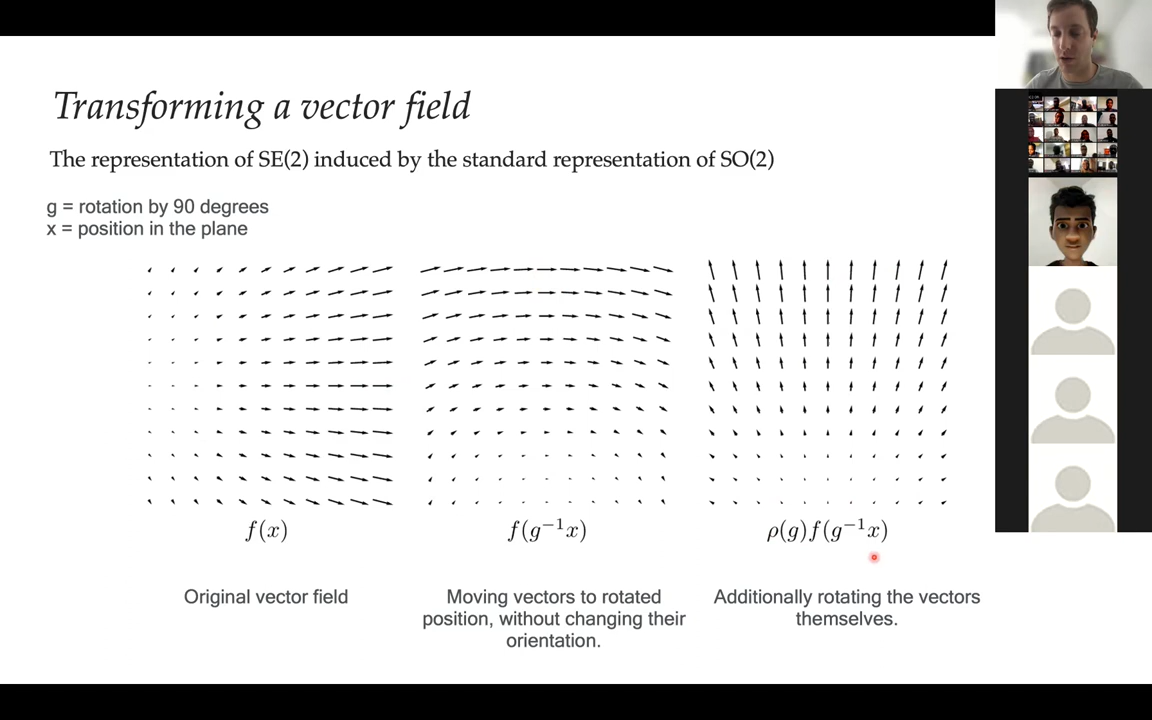 Transforming a vector field
The representation of SE(2) induced by the standard representation of SO(2)
g = rotation by 90 degrees
x = position in the plane
f(x)
f(g⁻¹x)
ρ(g)f(g⁻¹x)
Original vector field
Moving vectors to rotated
position, without changing their
orientation.
Additionally rotating the vectors
themselves.